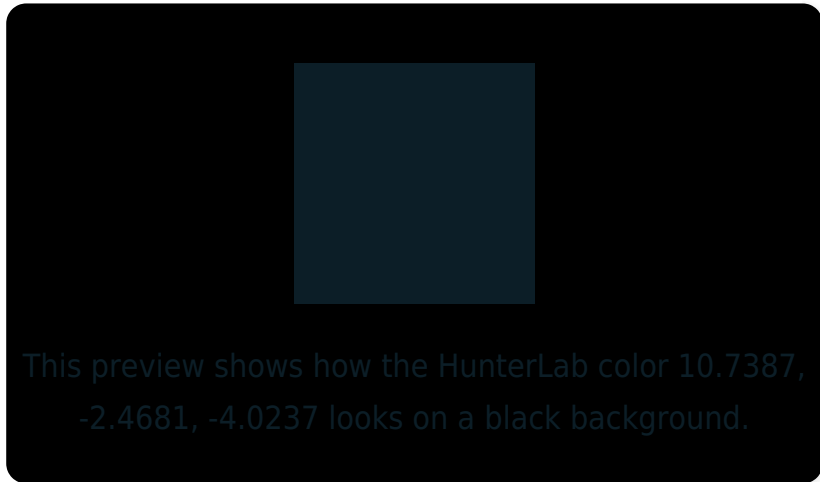 This preview shows how the HunterLab color 10.7387,
-2.4681, -4.0237 looks on a black background.